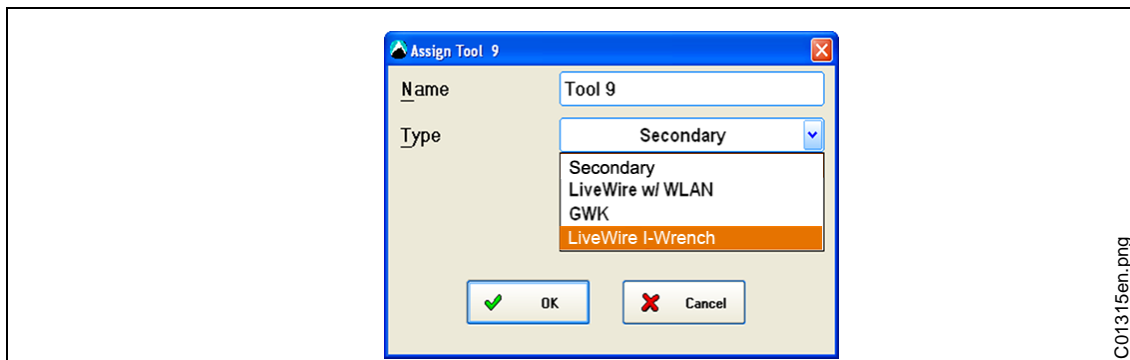 Assign Tool 9
Name
Tool 9
Type
Secondary
Secondary
LiveWire w/ WLAN
GWK
LiveWire I-Wrench
OK
Cancel
C01315en.png